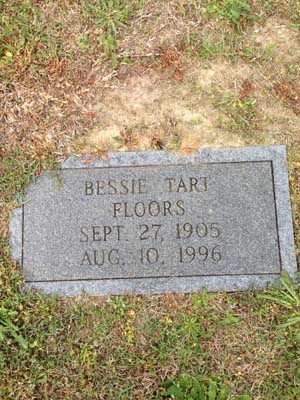 BESSIE TART
FLOORS
SEPT. 27, 1905
AUG. 10, 1996